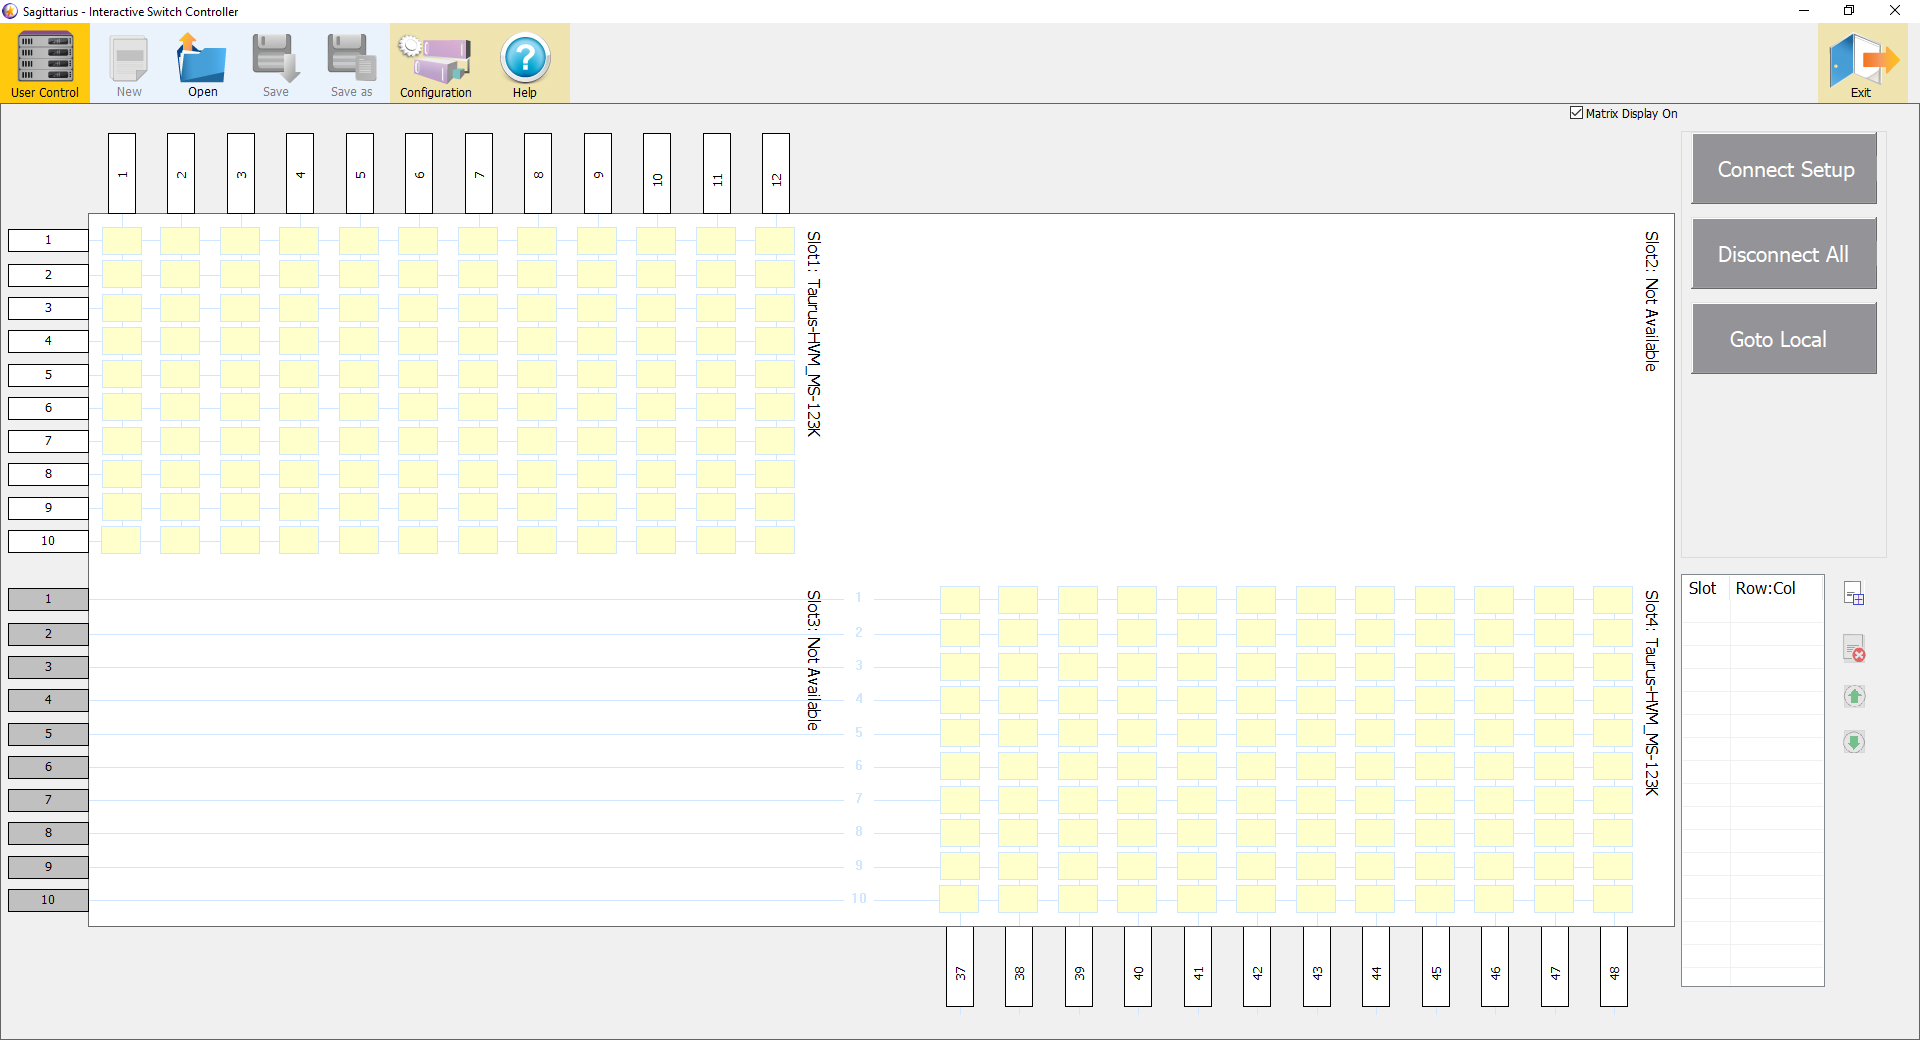 Sagittarius - Interactive Switch Controller
User Control
New
Open
Save
Save as
Configuration
Help
Exit
Matrix Display On
1 2 3 4 5 6 7 8 9 10 11 12
1
2
3
4
5
6
7
8
9
10
Slot1: Taurus-HVM_MS-123K
Slot2: Not Available
Connect Setup
Disconnect All
Goto Local
1
2
3
4
5
6
7
8
9
10
Slot3: Not Available
1
2
3
4
5
6
7
8
9
10
Slot4: Taurus-HVM_MS-123K
Slot Row:Col
37 38 39 40 41 42 43 44 45 46 47 48